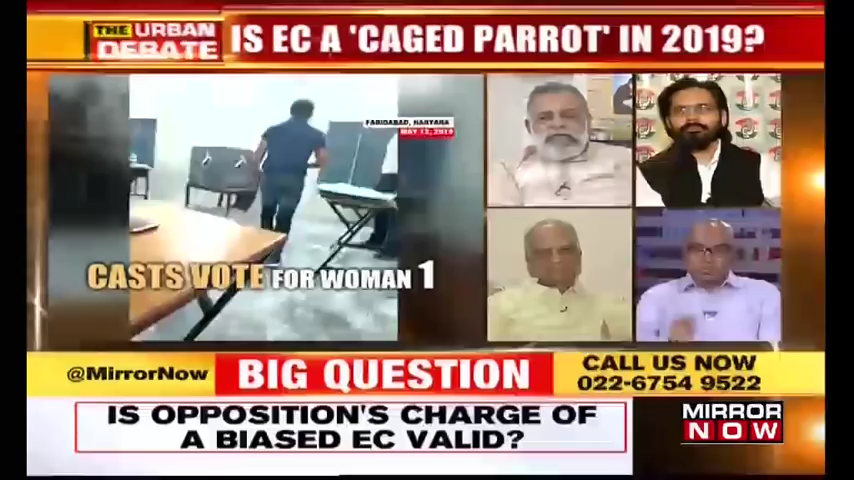 THE URBAN
DEBATE
IS EC A 'CAGED PARROT' IN 2019?
FARIDABAD, HARYANA
MAY 12, 2019
CASTS VOTE FOR WOMAN 1
@MirrorNow
BIG QUESTION
CALL US NOW
022-6754 9522
IS OPPOSITION'S CHARGE OF
A BIASED EC VALID?
MIRROR
NOW